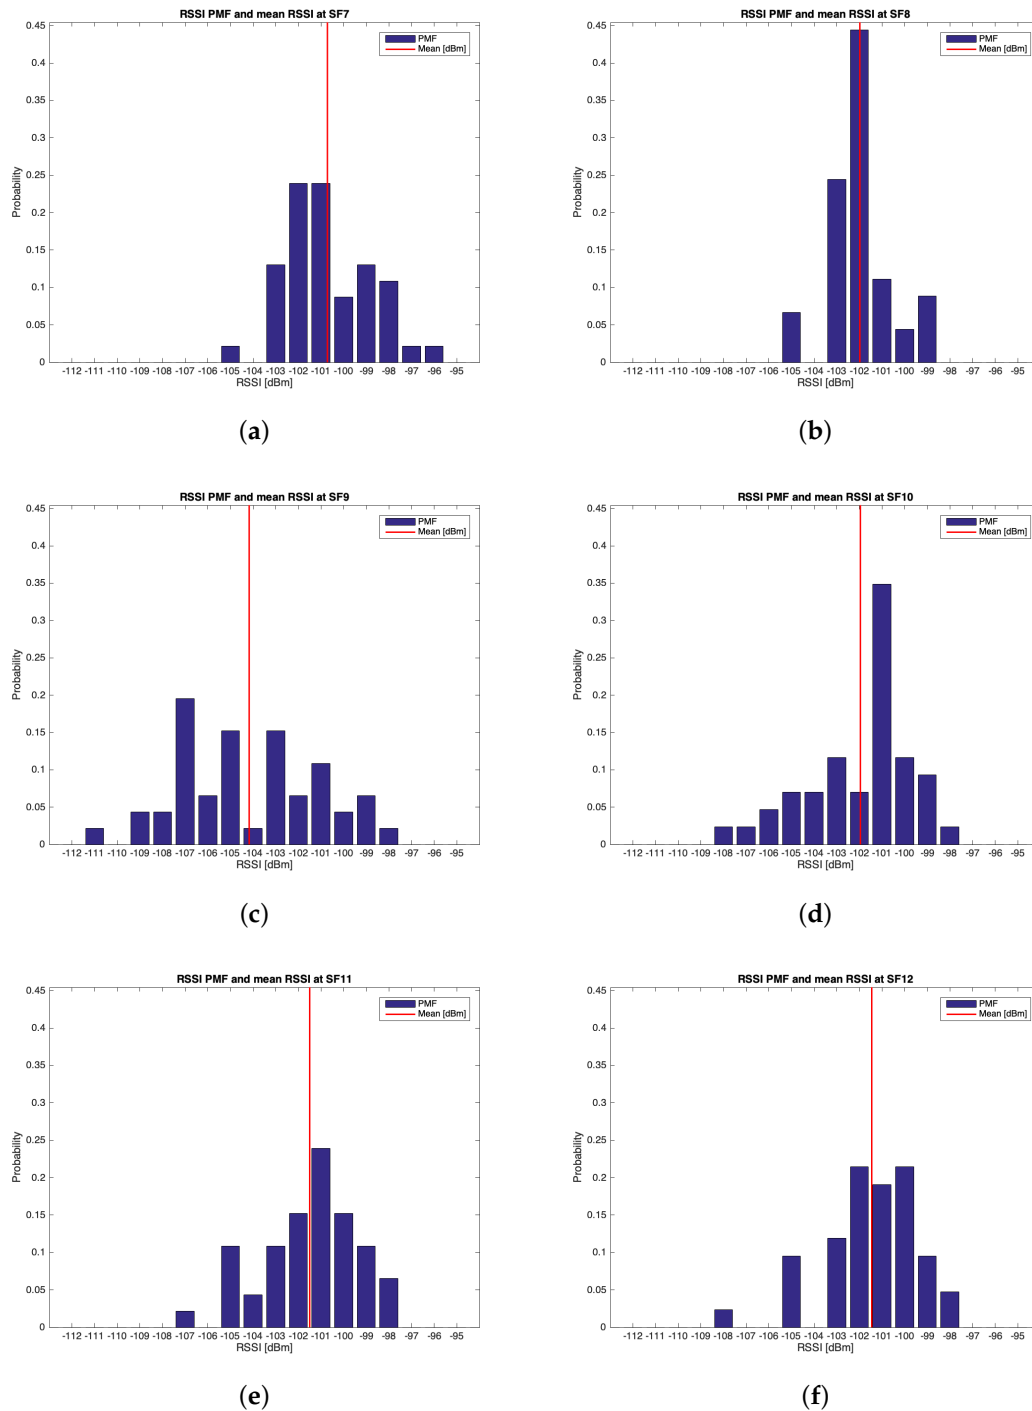 RSSI PMF and mean RSSI at SF7
0.45
0.4
0.35
0.3
0.25
0.2
0.15
0.1
0.05
0
Probability
PMF
Mean [dBm]
-112 -111 -110 -109 -108 -107 -106 -105 -104 -103 -102 -101 -100 -99 -98 -97 -96 -95
RSSI [dBm]
(a)
RSSI PMF and mean RSSI at SF8
0.45
0.4
0.35
0.3
0.25
0.2
0.15
0.1
0.05
0
Probability
PMF
Mean [dBm]
-112 -111 -110 -109 -108 -107 -106 -105 -104 -103 -102 -101 -100 -99 -98 -97 -96 -95
RSSI [dBm]
(b)
RSSI PMF and mean RSSI at SF9
0.45
0.4
0.35
0.3
0.25
0.2
0.15
0.1
0.05
0
Probability
PMF
Mean [dBm]
-112 -111 -110 -109 -108 -107 -106 -105 -104 -103 -102 -101 -100 -99 -98 -97 -96 -95
RSSI [dBm]
(c)
RSSI PMF and mean RSSI at SF10
0.45
0.4
0.35
0.3
0.25
0.2
0.15
0.1
0.05
0
Probability
PMF
Mean [dBm]
-112 -111 -110 -109 -108 -107 -106 -105 -104 -103 -102 -101 -100 -99 -98 -97 -96 -95
RSSI [dBm]
(d)
RSSI PMF and mean RSSI at SF11
0.45
0.4
0.35
0.3
0.25
0.2
0.15
0.1
0.05
0
Probability
PMF
Mean [dBm]
-112 -111 -110 -109 -108 -107 -106 -105 -104 -103 -102 -101 -100 -99 -98 -97 -96 -95
RSSI [dBm]
(e)
RSSI PMF and mean RSSI at SF12
0.45
0.4
0.35
0.3
0.25
0.2
0.15
0.1
0.05
0
Probability
PMF
Mean [dBm]
-112 -111 -110 -109 -108 -107 -106 -105 -104 -103 -102 -101 -100 -99 -98 -97 -96 -95
RSSI [dBm]
(f)